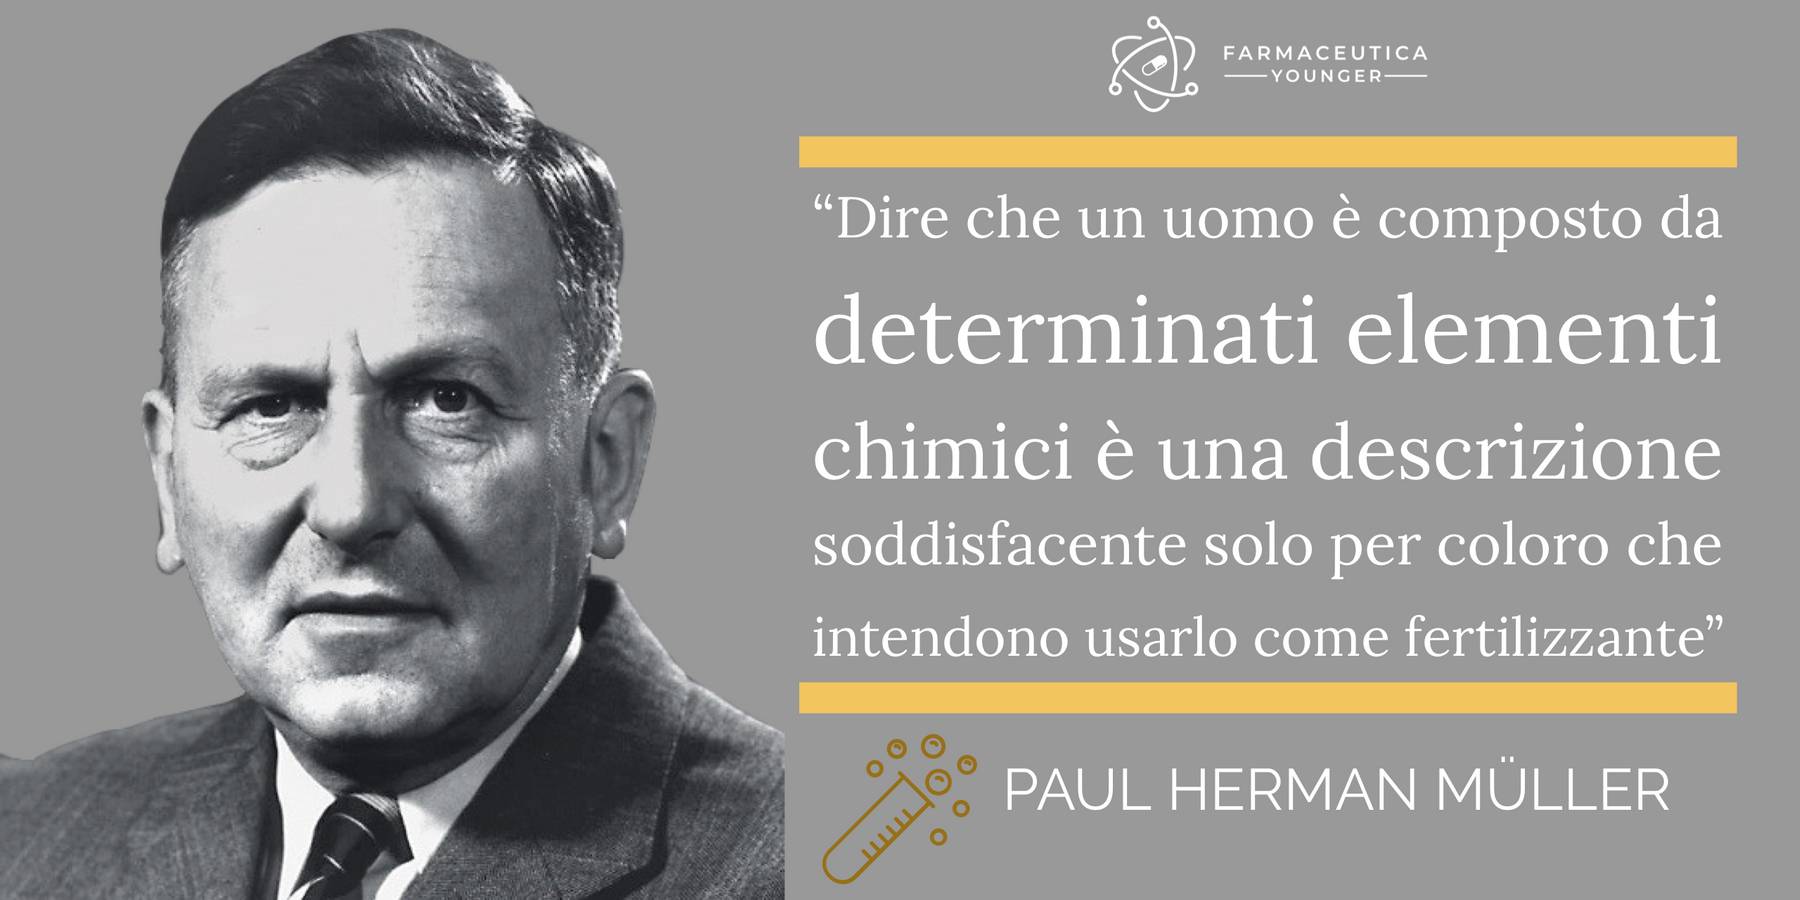 FARMACEUTICA
YOUNGER
“Dire che un uomo è composto da
determinati elementi
chimici è una descrizione
soddisfacente solo per coloro che
intendono usarlo come fertilizzante”
PAUL HERMAN MÜLLER